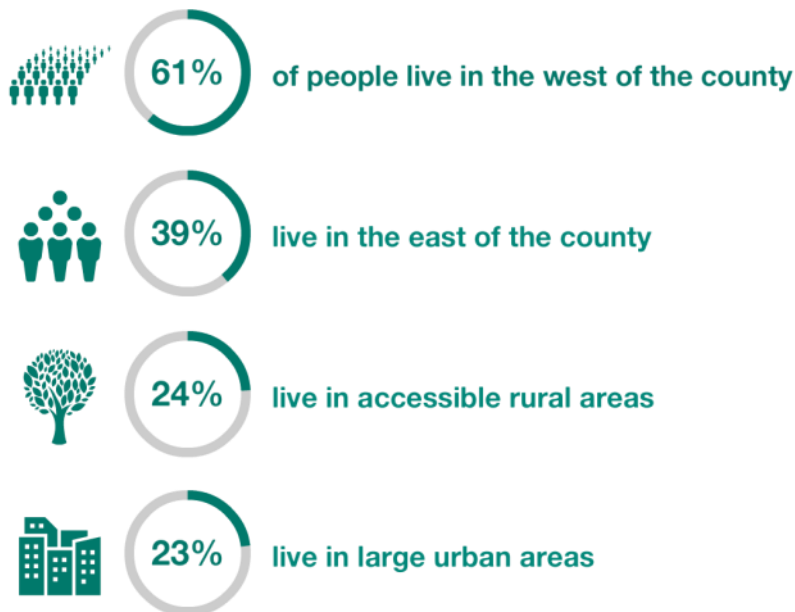 61% of people live in the west of the county
39% live in the east of the county
24% live in accessible rural areas
23% live in large urban areas